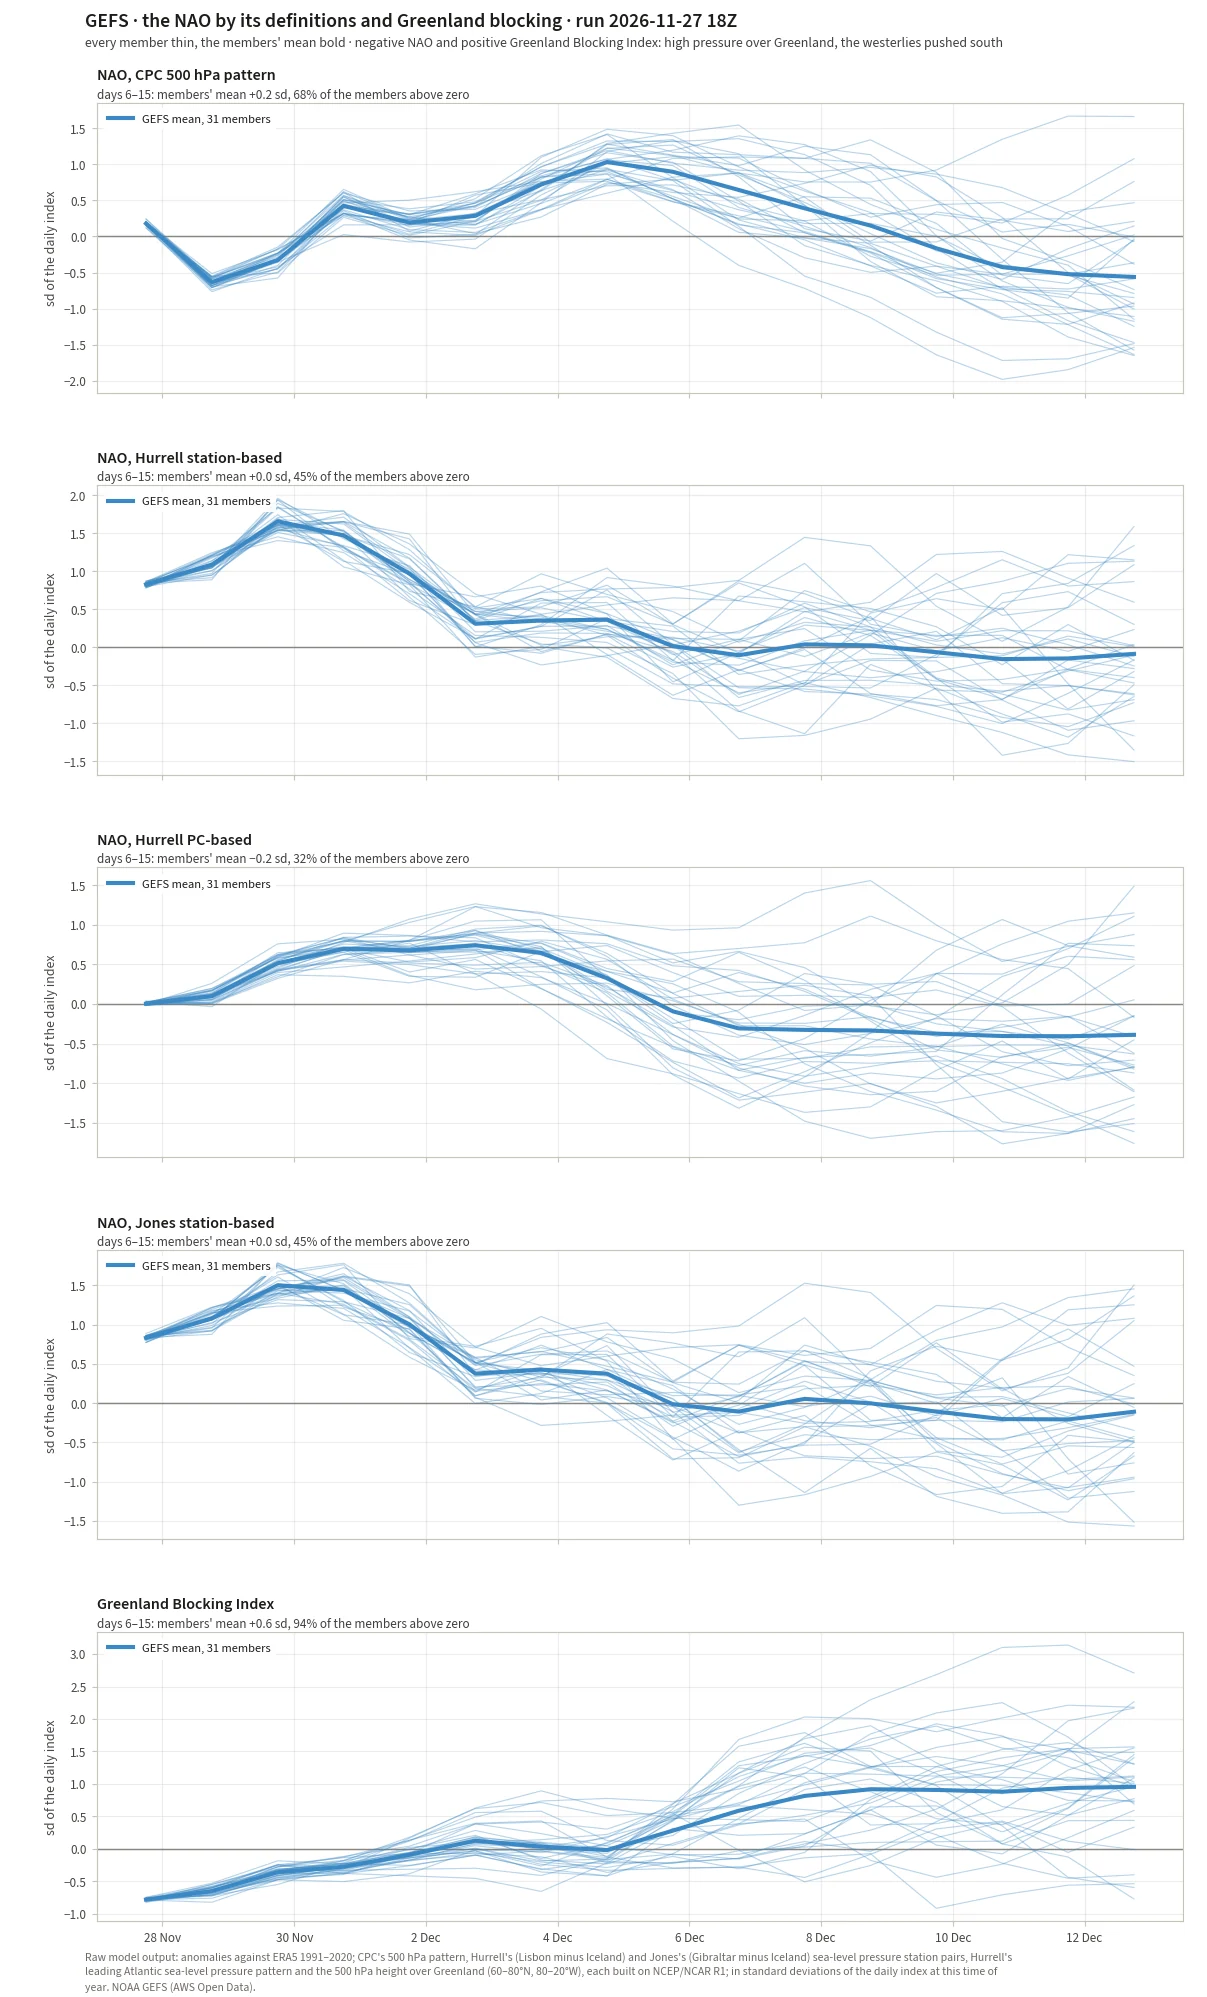 GEFS · the NAO by its definitions and Greenland blocking · run 2026-11-27 18Z
every member thin, the members' mean bold · negative NAO and positive Greenland Blocking Index: high pressure over Greenland, the westerlies pushed south
NAO, CPC 500 hPa pattern
days 6–15: members' mean +0.2 sd, 68% of the members above zero
GEFS mean, 31 members
sd of the daily index
1.5
1.0
0.5
0.0
−0.5
−1.0
−1.5
−2.0
NAO, Hurrell station-based
days 6–15: members' mean +0.0 sd, 45% of the members above zero
GEFS mean, 31 members
sd of the daily index
2.0
1.5
1.0
0.5
0.0
−0.5
−1.0
−1.5
NAO, Hurrell PC-based
days 6–15: members' mean −0.2 sd, 32% of the members above zero
GEFS mean, 31 members
sd of the daily index
1.5
1.0
0.5
0.0
−0.5
−1.0
−1.5
NAO, Jones station-based
days 6–15: members' mean +0.0 sd, 45% of the members above zero
GEFS mean, 31 members
sd of the daily index
1.5
1.0
0.5
0.0
−0.5
−1.0
−1.5
Greenland Blocking Index
days 6–15: members' mean +0.6 sd, 94% of the members above zero
GEFS mean, 31 members
sd of the daily index
3.0
2.5
2.0
1.5
1.0
0.5
0.0
−0.5
−1.0
28 Nov 30 Nov 2 Dec 4 Dec 6 Dec 8 Dec 10 Dec 12 Dec
Raw model output: anomalies against ERA5 1991–2020; CPC's 500 hPa pattern, Hurrell's (Lisbon minus Iceland) and Jones's (Gibraltar minus Iceland) sea-level pressure station pairs, Hurrell's
leading Atlantic sea-level pressure pattern and the 500 hPa height over Greenland (60–80°N, 80–20°W), each built on NCEP/NCAR R1; in standard deviations of the daily index at this time of
year. NOAA GEFS (AWS Open Data).